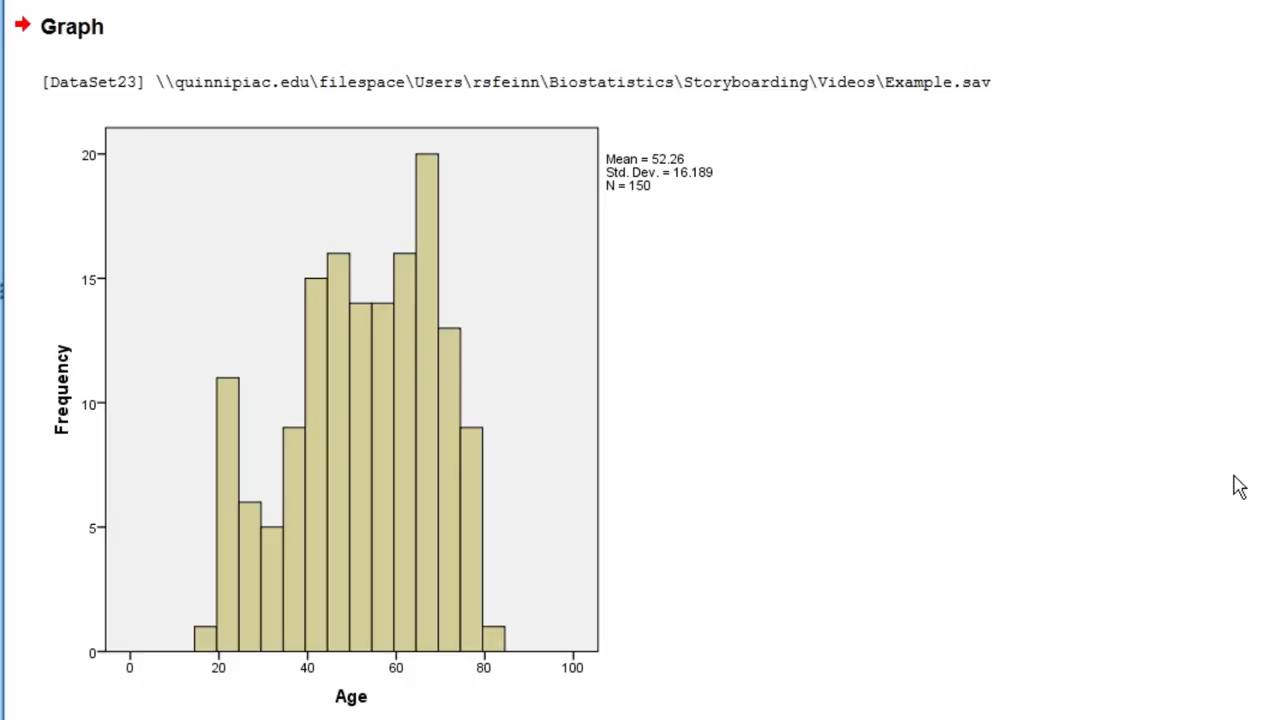 Graph
[DataSet23] \\quinnipiac.edu\filespace\Users\rsfeinn\Biostatistics\Storyboarding\Videos\Example.sav
Mean = 52.26
Std. Dev. = 16.189
N = 150
20
15
10
5
0
Frequency
0 20 40 60 80 100
Age